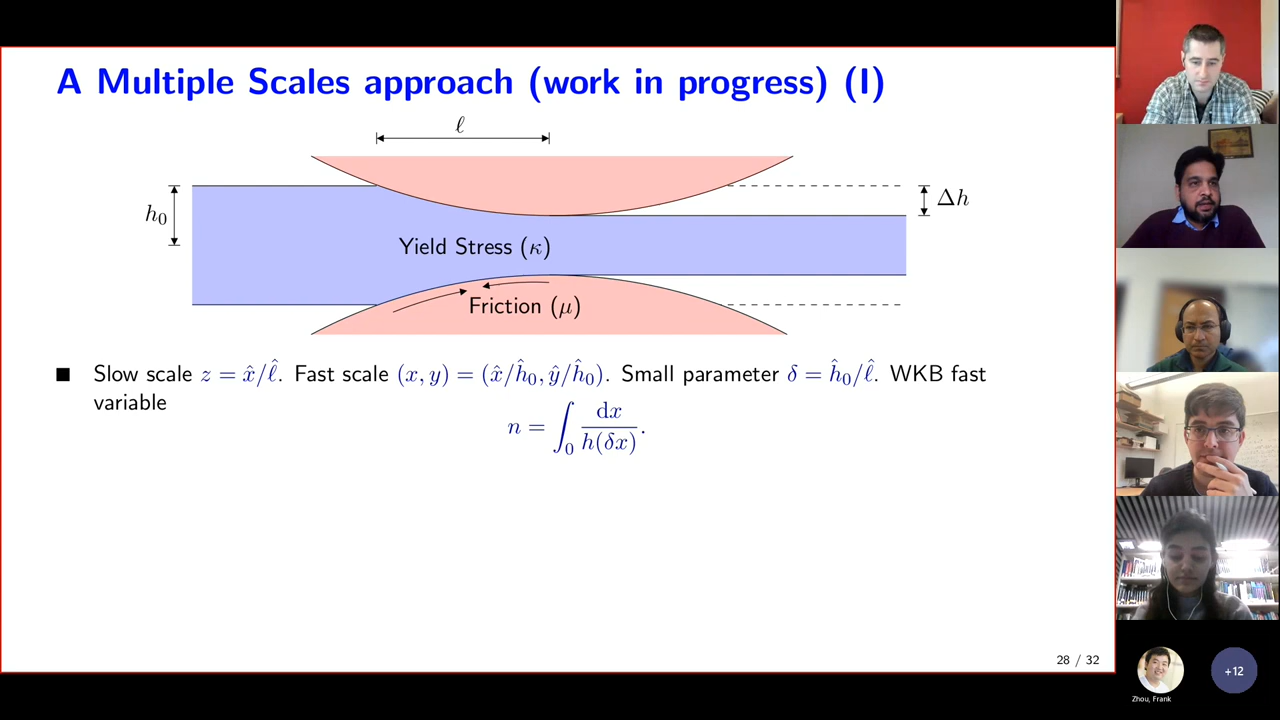 A Multiple Scales approach (work in progress) (I)
ℓ
h₀
Δh
Yield Stress (κ)
Friction (μ)
■ Slow scale z = x̂/ℓ̂. Fast scale (x, y) = (x̂/ĥ₀, ŷ/ĥ₀). Small parameter δ = ĥ₀/ℓ̂. WKB fast
variable
n = ∫₀ dx / h(δx) .
28 / 32
Zhou, Frank
+12